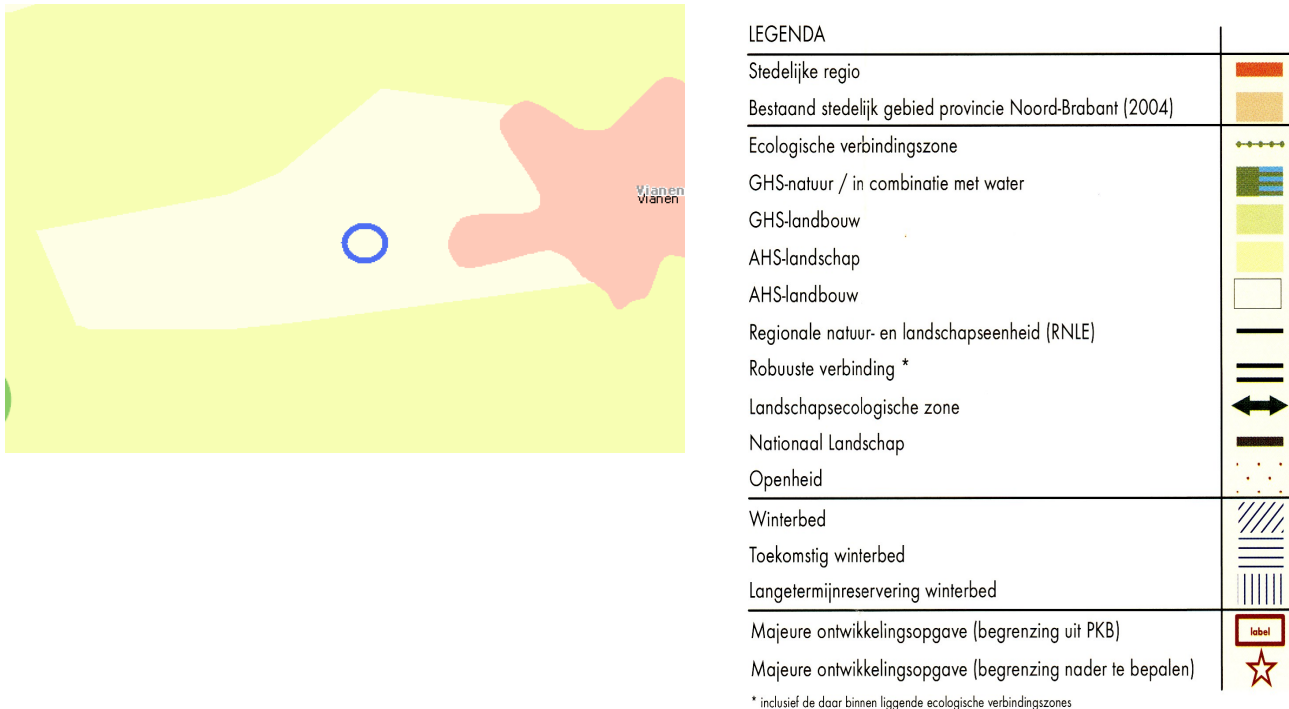 Vianen
Vianen
LEGENDA
Stedelijke regio
Bestaand stedelijk gebied provincie Noord-Brabant (2004)
Ecologische verbindingszone
GHS-natuur / in combinatie met water
GHS-landbouw
AHS-landschap
AHS-landbouw
Regionale natuur- en landschapseenheid (RNLE)
Robuuste verbinding *
Landschapsecologische zone
Nationaal Landschap
Openheid
Winterbed
Toekomstig winterbed
Langetermijnreservering winterbed
Majeure ontwikkelingsopgave (begrenzing uit PKB)
label
Majeure ontwikkelingsopgave (begrenzing nader te bepalen)
* inclusief de daar binnen liggende ecologische verbindingszones